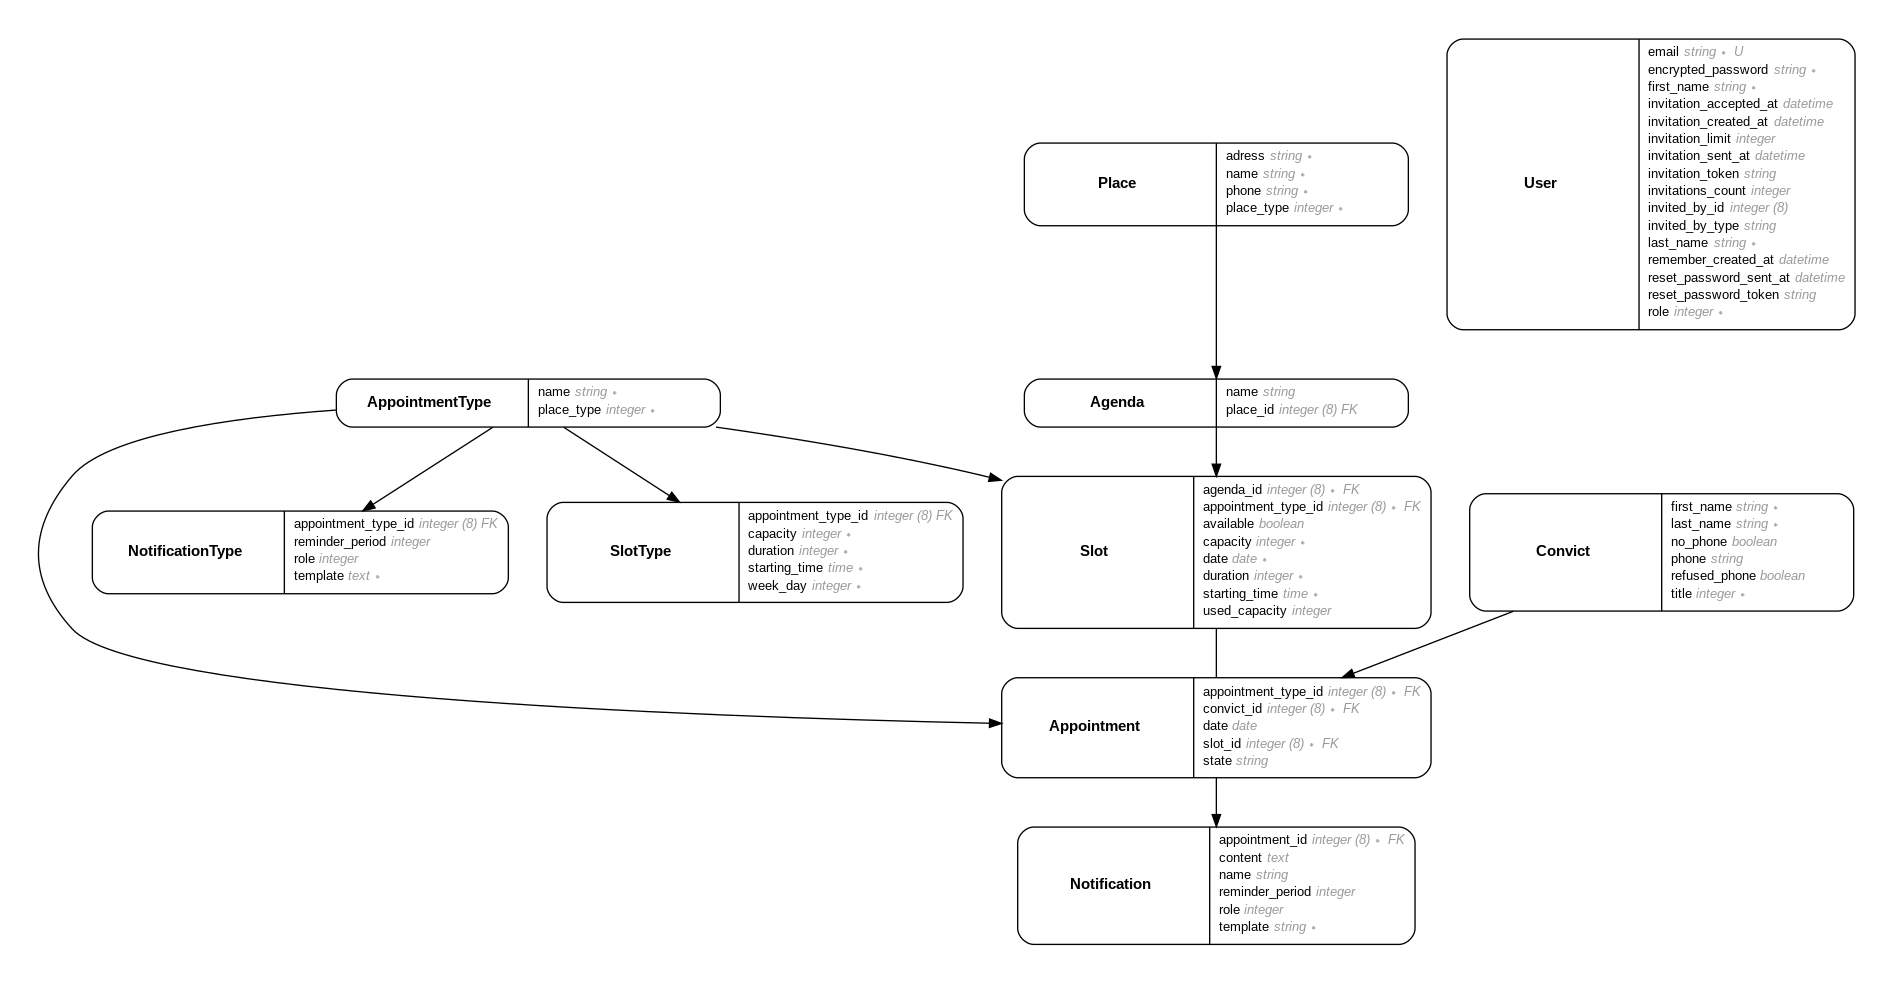 User
email string * U
encrypted_password string *
first_name string *
invitation_accepted_at datetime
invitation_created_at datetime
invitation_limit integer
invitation_sent_at datetime
invitation_token string
invitations_count integer
invited_by_id integer (8)
invited_by_type string
last_name string *
remember_created_at datetime
reset_password_sent_at datetime
reset_password_token string
role integer *
Place
adress string *
name string *
phone string *
place_type integer *
AppointmentType
name string *
place_type integer *
Agenda
name string
place_id integer (8) FK
NotificationType
appointment_type_id integer (8) FK
reminder_period integer
role integer
template text *
SlotType
appointment_type_id integer (8) FK
capacity integer *
duration integer *
starting_time time *
week_day integer *
Slot
agenda_id integer (8) * FK
appointment_type_id integer (8) * FK
available boolean
capacity integer *
date date *
duration integer *
starting_time time *
used_capacity integer
Convict
first_name string *
last_name string *
no_phone boolean
phone string
refused_phone boolean
title integer *
Appointment
appointment_type_id integer (8) * FK
convict_id integer (8) * FK
date date
slot_id integer (8) * FK
state string
Notification
appointment_id integer (8) * FK
content text
name string
reminder_period integer
role integer
template string *